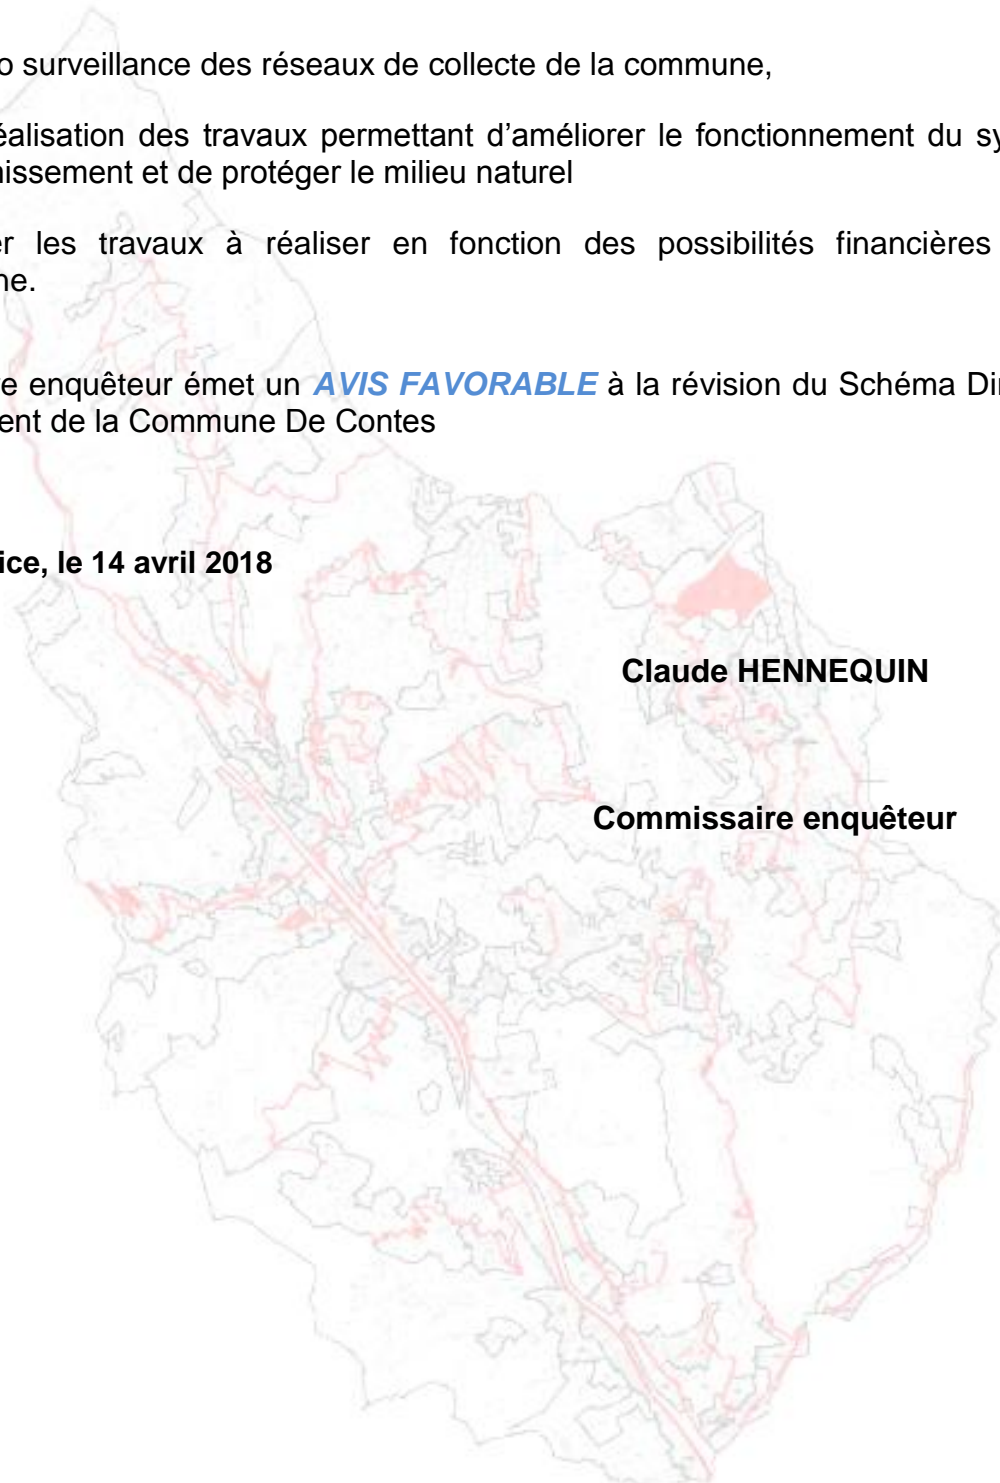 o surveillance des réseaux de collecte de la commune,
éalisation des travaux permettant d’améliorer le fonctionnement du sy
nissement et de protéger le milieu naturel
er les travaux à réaliser en fonction des possibilités financières
ne.
e enquêteur émet un AVIS FAVORABLE à la révision du Schéma Dir
ent de la Commune De Contes
ice, le 14 avril 2018
Claude HENNEQUIN
Commissaire enquêteur